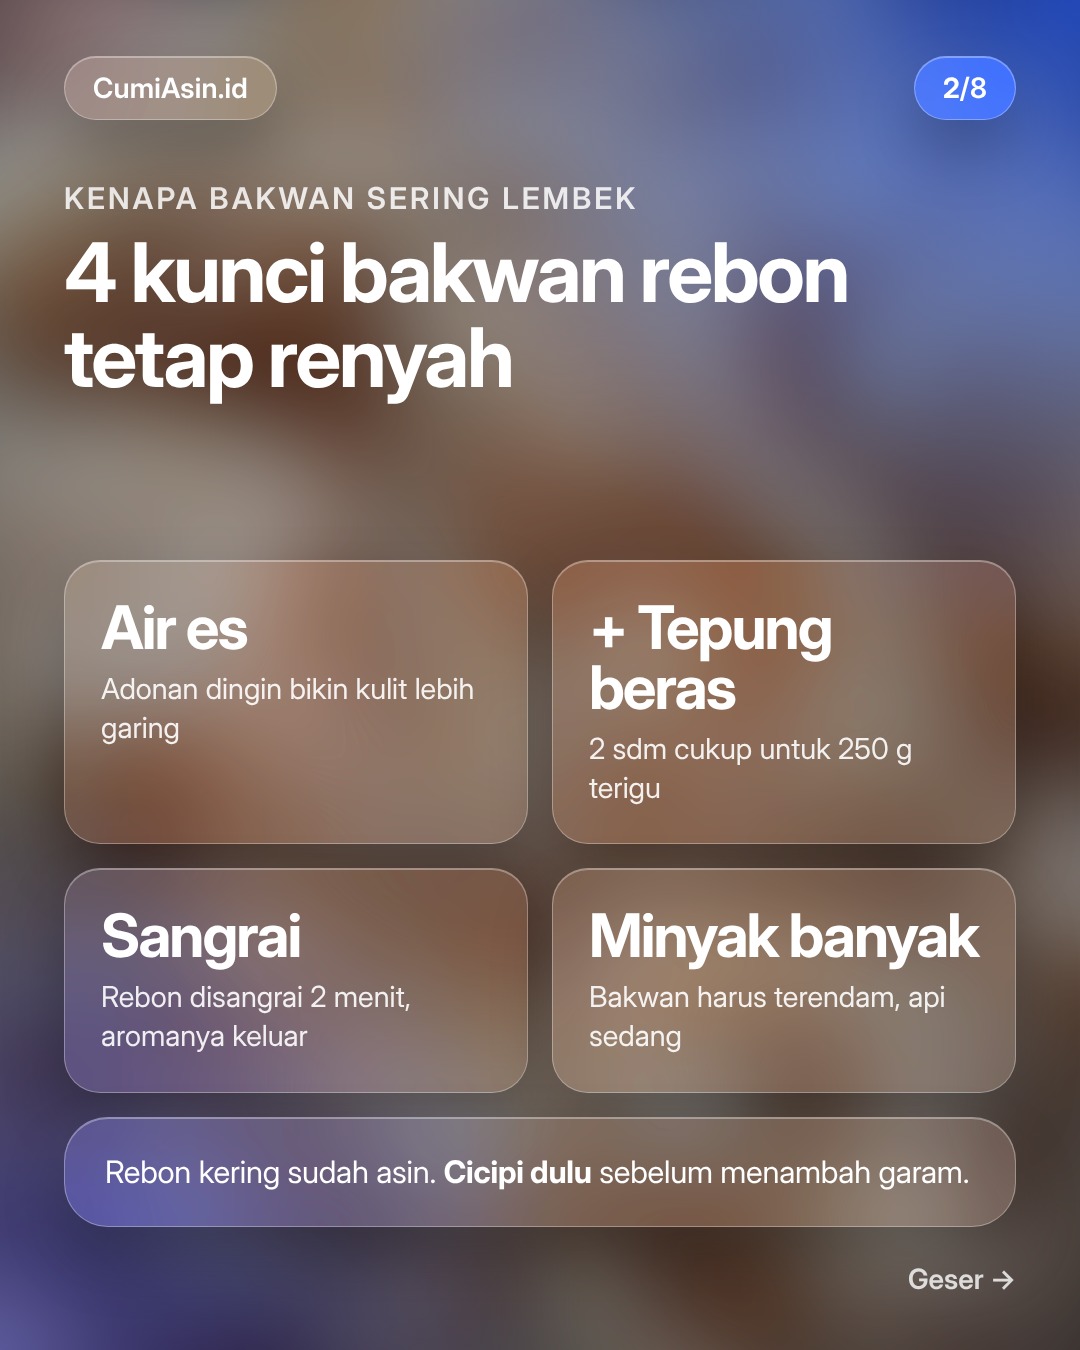 CumiAsin.id
2/8
KENAPA BAKWAN SERING LEMBEK
4 kunci bakwan rebon
tetap renyah
Air es
Adonan dingin bikin kulit lebih
garing
+ Tepung
beras
2 sdm cukup untuk 250 g
terigu
Sangrai
Rebon disangrai 2 menit,
aromanya keluar
Minyak banyak
Bakwan harus terendam, api
sedang
Rebon kering sudah asin. Cicipi dulu sebelum menambah garam.
Geser →